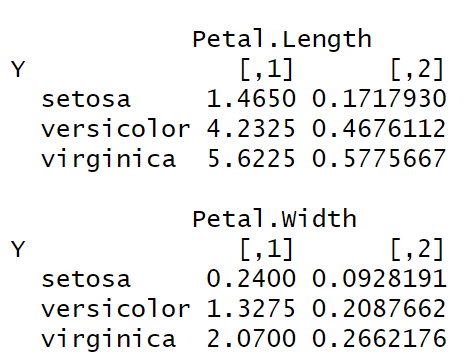 Petal.Length
Y [,1] [,2]
setosa 1.4650 0.1717930
versicolor 4.2325 0.4676112
virginica 5.6225 0.5775667
Petal.Width
Y [,1] [,2]
setosa 0.2400 0.0928191
versicolor 1.3275 0.2087662
virginica 2.0700 0.2662176